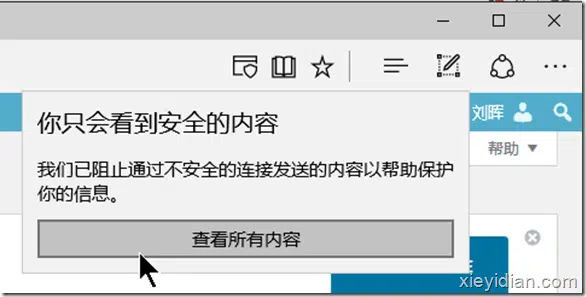 刘晖
帮助
你只会看到安全的内容
我们已阻止通过不安全的连接发送的内容以帮助保护
你的信息。
查看所有内容
xieyidian.com